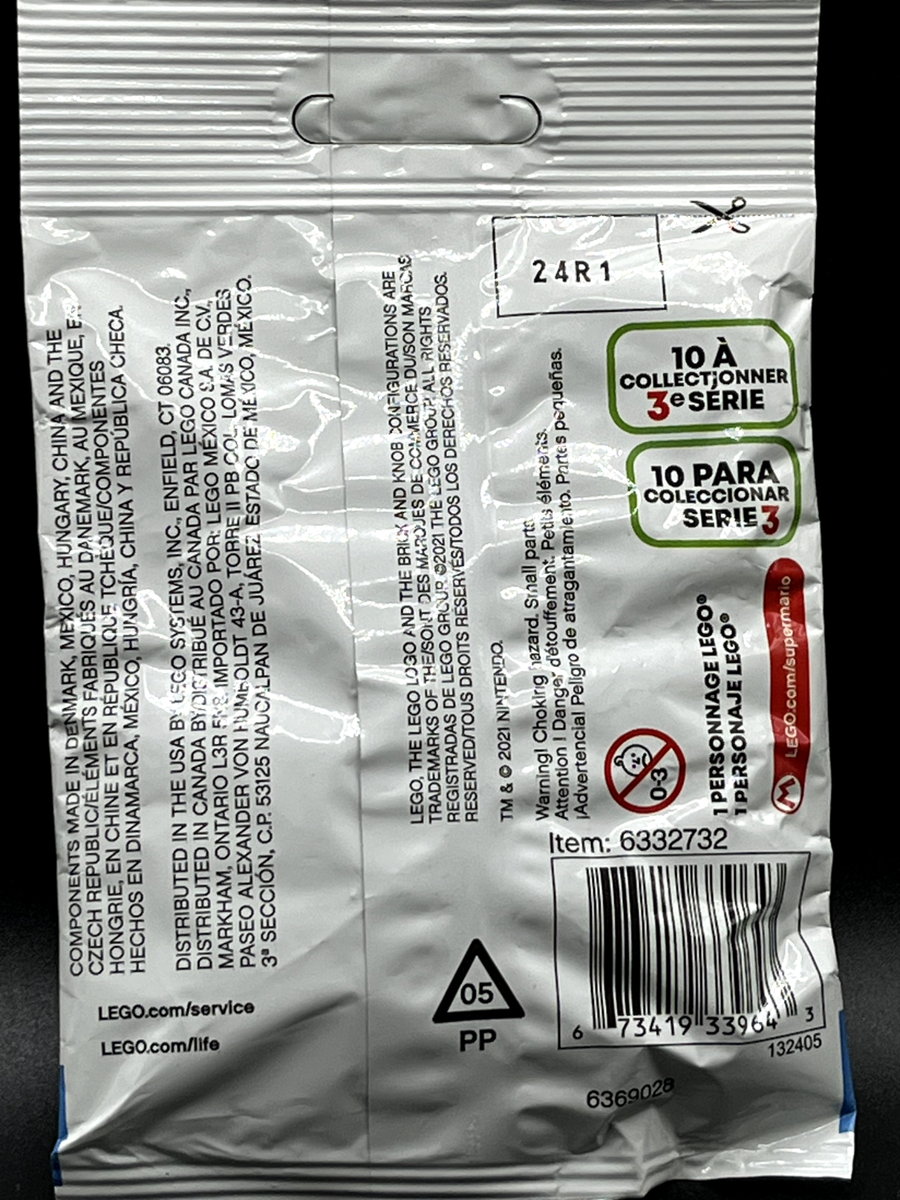 24R1
10 À
COLLECTIONNER
3e SÉRIE
10 PARA
COLECCIONAR
SERIE 3
COMPONENTS MADE IN DENMARK, MEXICO, HUNGARY, CHINA AND THE
CZECH REPUBLIC/ÉLÉMENTS FABRIQUÉS AU DANEMARK, AU MEXIQUE, EN
HONGRIE, EN CHINE ET EN RÉPUBLIQUE TCHÈQUE/COMPONENTES
HECHOS EN DINAMARCA, MÉXICO, HUNGRÍA, CHINA Y REPÚBLICA CHECA.
DISTRIBUTED IN THE USA BY LEGO SYSTEMS, INC., ENFIELD, CT 06083.
DISTRIBUTED IN CANADA BY/DISTRIBUÉ AU CANADA PAR LEGO CANADA INC.,
MARKHAM, ONTARIO L3R IMPORTADO POR: LEGO MÉXICO S.A. DE C.V.,
PASEO ALEXANDER VON HUMBOLDT 43-A, TORRE II PB COL. LOMAS VERDES
3ª SECCIÓN, C.P. 53125 NAUCALPAN DE JUÁREZ ESTADO DE MÉXICO, MÉXICO.
LEGO, THE LEGO LOGO AND THE BRICK AND KNOB CONFIGURATIONS ARE
TRADEMARKS OF THE/SONT DES MARQUES DE COMMERCE DU/SON MARCAS
REGISTRADAS DE LEGO GROUP. ©2021 THE LEGO GROUP. ALL RIGHTS
RESERVED/TOUS DROITS RÉSERVÉS/TODOS LOS DERECHOS RESERVADOS.
TM & © 2021 NINTENDO.
Warning! Choking hazard. Small parts.
Attention ! Danger d'étouffement. Petits éléments.
¡Advertencia! Peligro de atragantamiento. Partes pequeñas.
0-3
1 PERSONNAGE LEGO®
1 PERSONAJE LEGO®
M LEGO.com/supermario
Item: 6332732
6 73419 33964 3
132405
05
PP
LEGO.com/service
LEGO.com/life
6369028